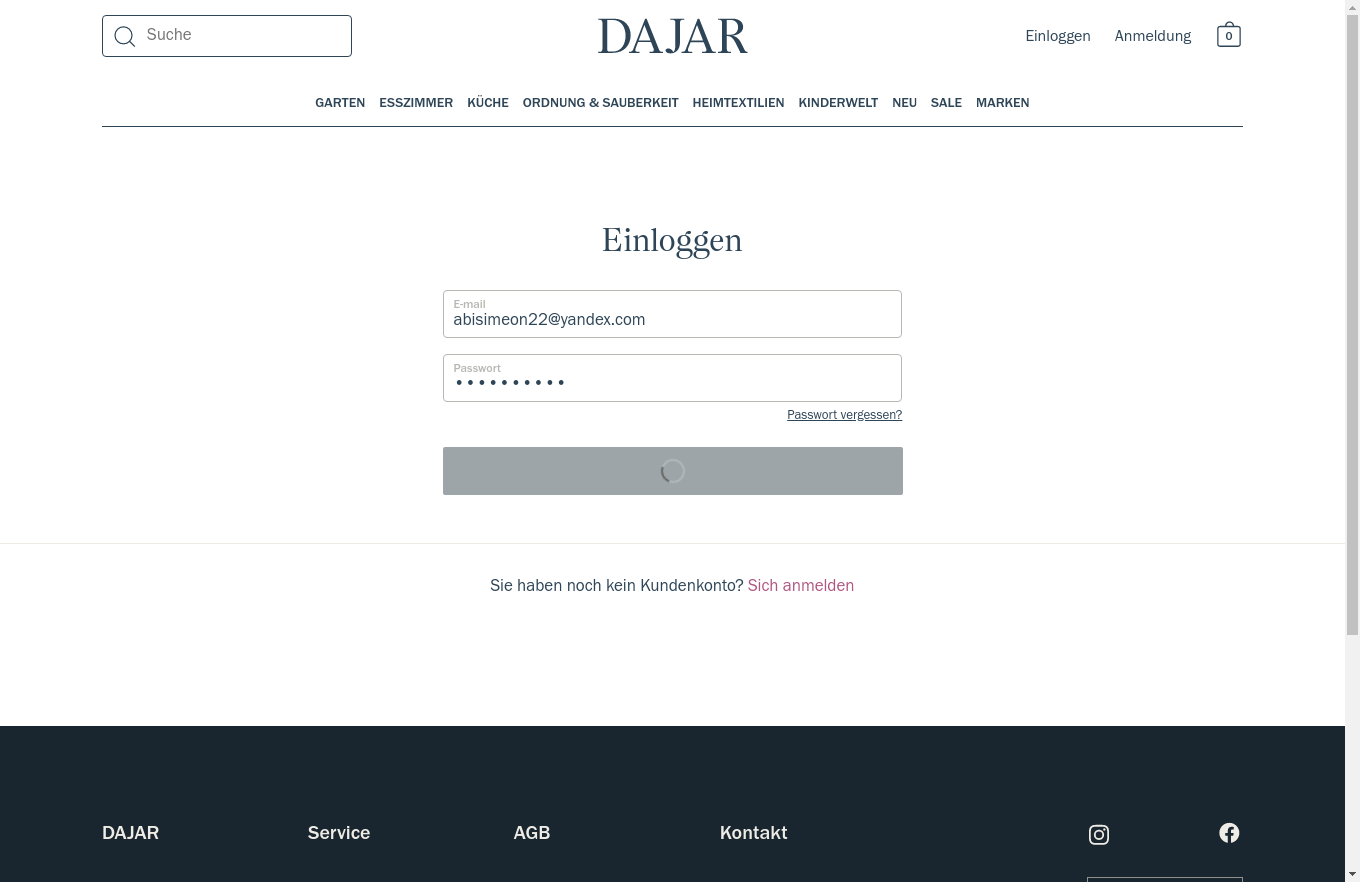 Suche
DAJAR
Einloggen
Anmeldung
0
GARTEN ESSZIMMER KÜCHE ORDNUNG & SAUBERKEIT HEIMTEXTILIEN KINDERWELT NEU SALE MARKEN
Einloggen
E-mail
abisimeon22@yandex.com
Passwort
••••••••••
Passwort vergessen?
Sie haben noch kein Kundenkonto? Sich anmelden
DAJAR
Service
AGB
Kontakt